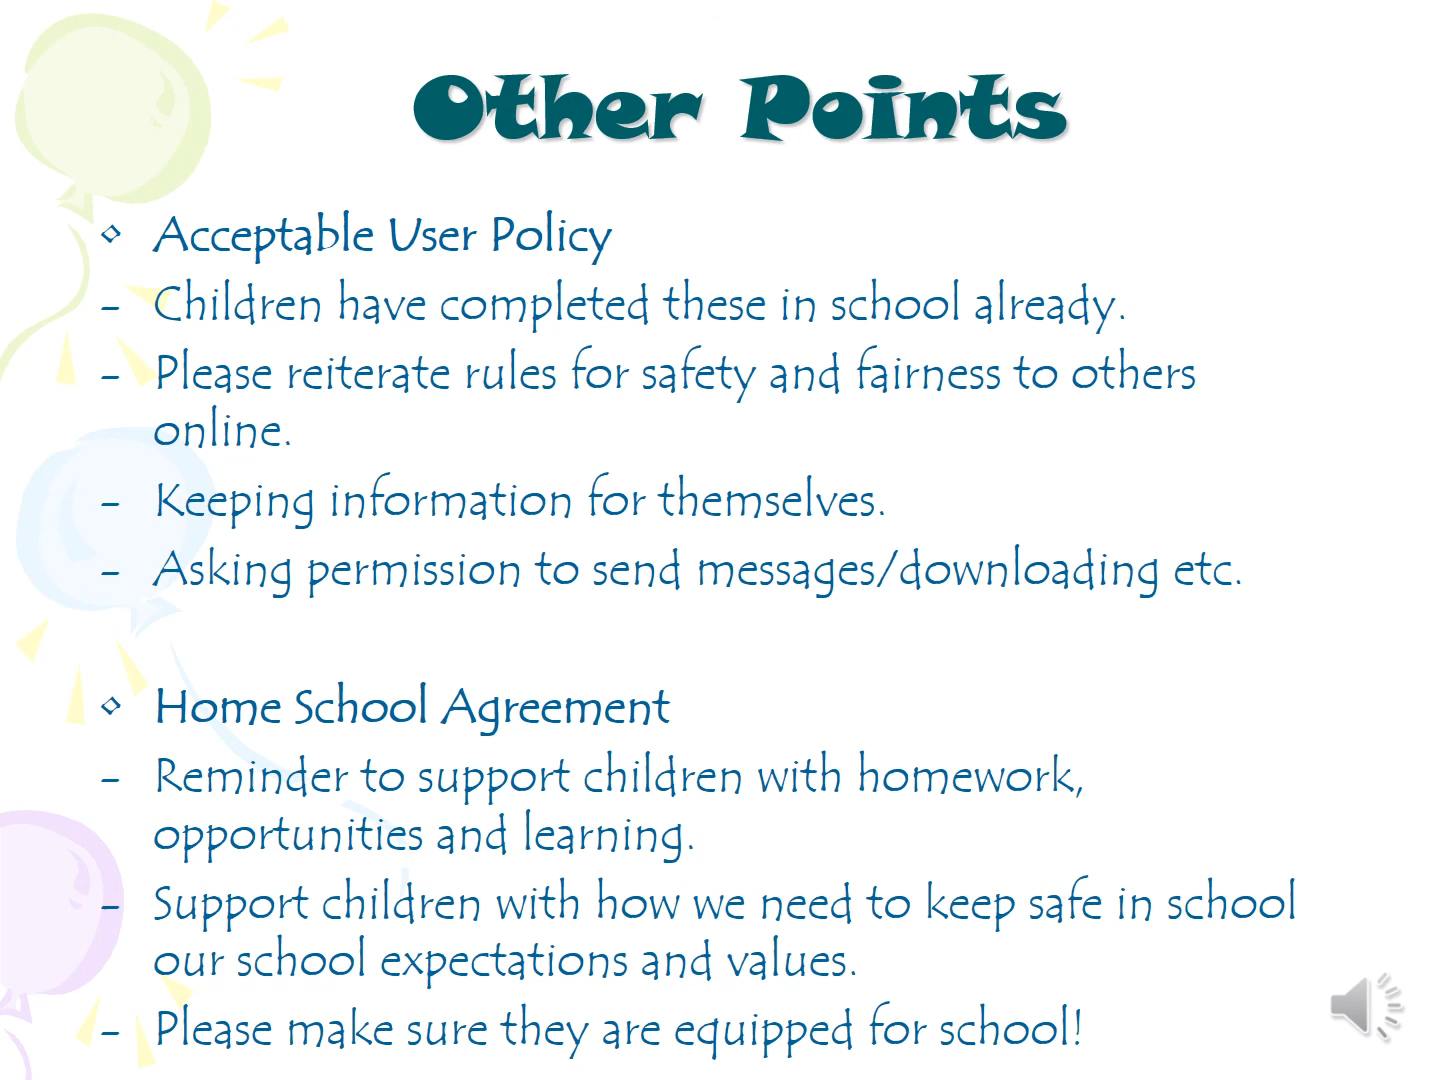 Other Points
⋄ Acceptable User Policy
- Children have completed these in school already.
- Please reiterate rules for safety and fairness to others
online.
- Keeping information for themselves.
- Asking permission to send messages/downloading etc.
⋄ Home School Agreement
- Reminder to support children with homework,
opportunities and learning.
- Support children with how we need to keep safe in school
our school expectations and values.
- Please make sure they are equipped for school!